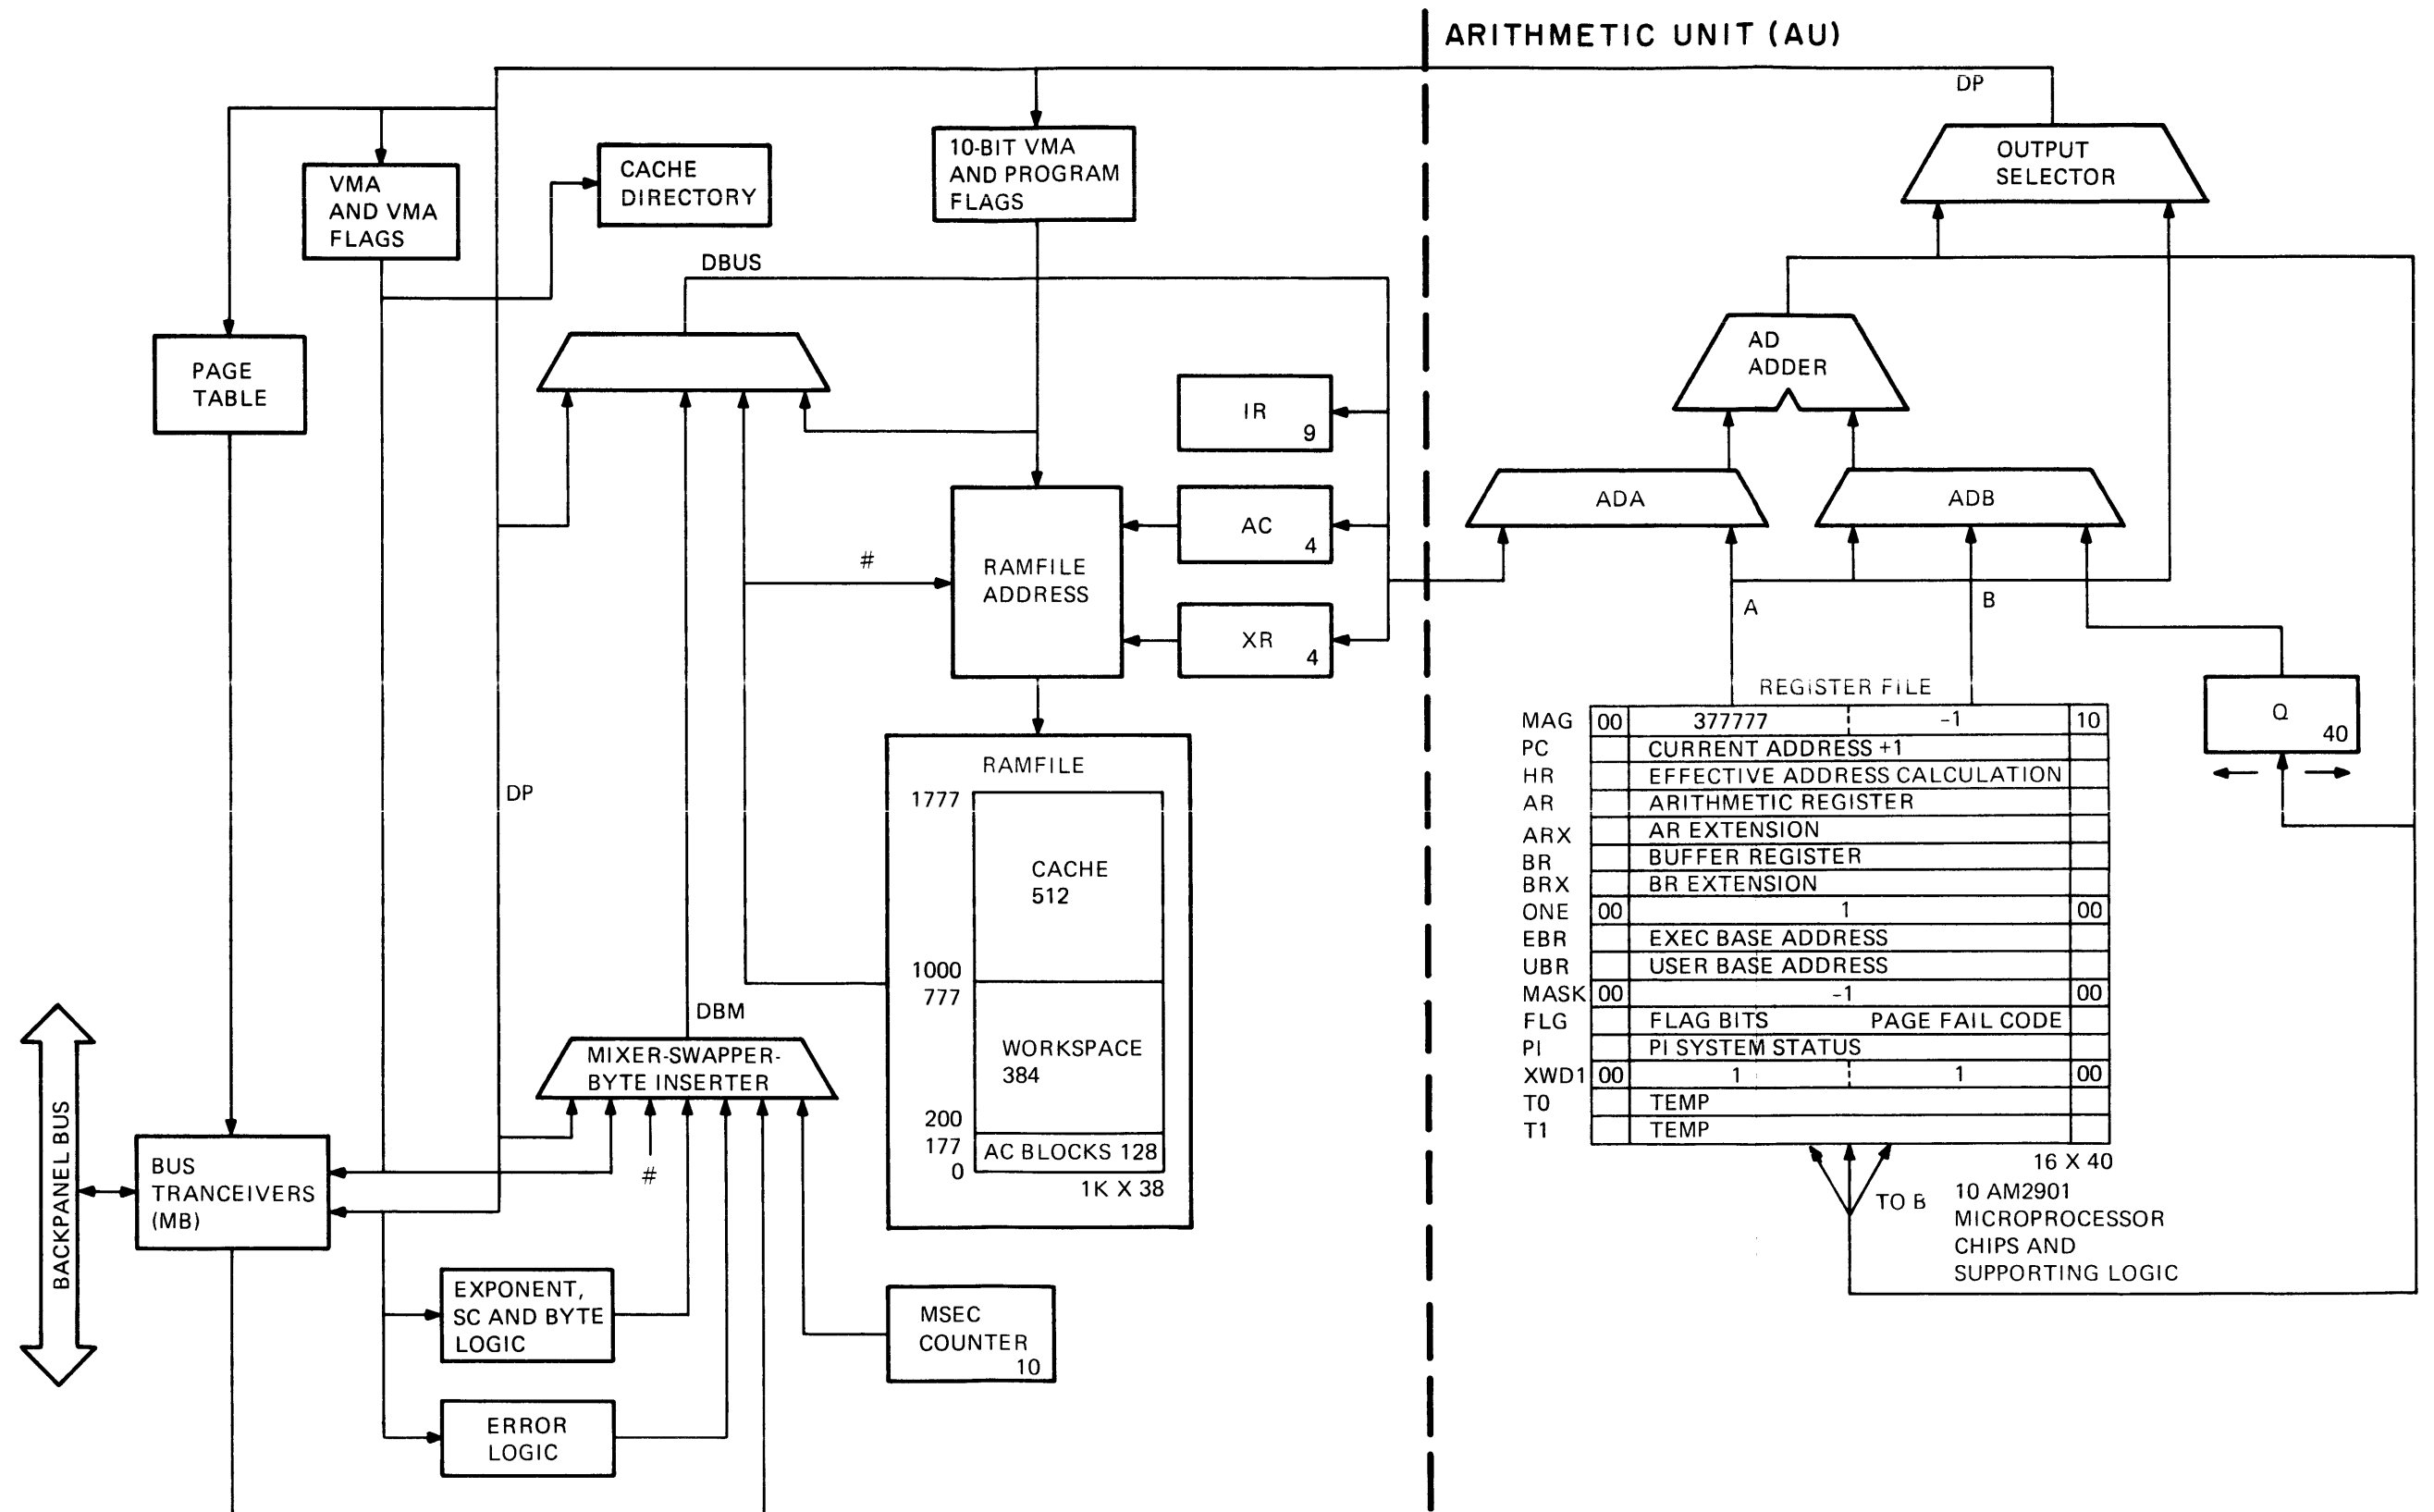 ARITHMETIC UNIT (AU)
DP
OUTPUT
SELECTOR
10-BIT VMA
AND PROGRAM
FLAGS
CACHE
DIRECTORY
VMA
AND VMA
FLAGS
DBUS
PAGE
TABLE
AD
ADDER
IR
9
ADA
ADB
AC
4
#
RAMFILE
ADDRESS
XR
4
A
B
REGISTER FILE
Q
40
MAG 00 377777 -1 10
PC CURRENT ADDRESS +1
HR EFFECTIVE ADDRESS CALCULATION
AR ARITHMETIC REGISTER
ARX AR EXTENSION
BR BUFFER REGISTER
BRX BR EXTENSION
ONE 00 1 00
EBR EXEC BASE ADDRESS
UBR USER BASE ADDRESS
MASK 00 -1 00
FLG FLAG BITS PAGE FAIL CODE
PI PI SYSTEM STATUS
XWD1 00 1 1 00
T0 TEMP
T1 TEMP
16 X 40
TO B
10 AM2901
MICROPROCESSOR
CHIPS AND
SUPPORTING LOGIC
DP
RAMFILE
1777
CACHE
512
1000
777
WORKSPACE
384
200
177
AC BLOCKS 128
0
1K X 38
DBM
MIXER-SWAPPER-
BYTE INSERTER
#
BACKPANEL BUS
BUS
TRANCEIVERS
(MB)
EXPONENT,
SC AND BYTE
LOGIC
MSEC
COUNTER
10
ERROR
LOGIC